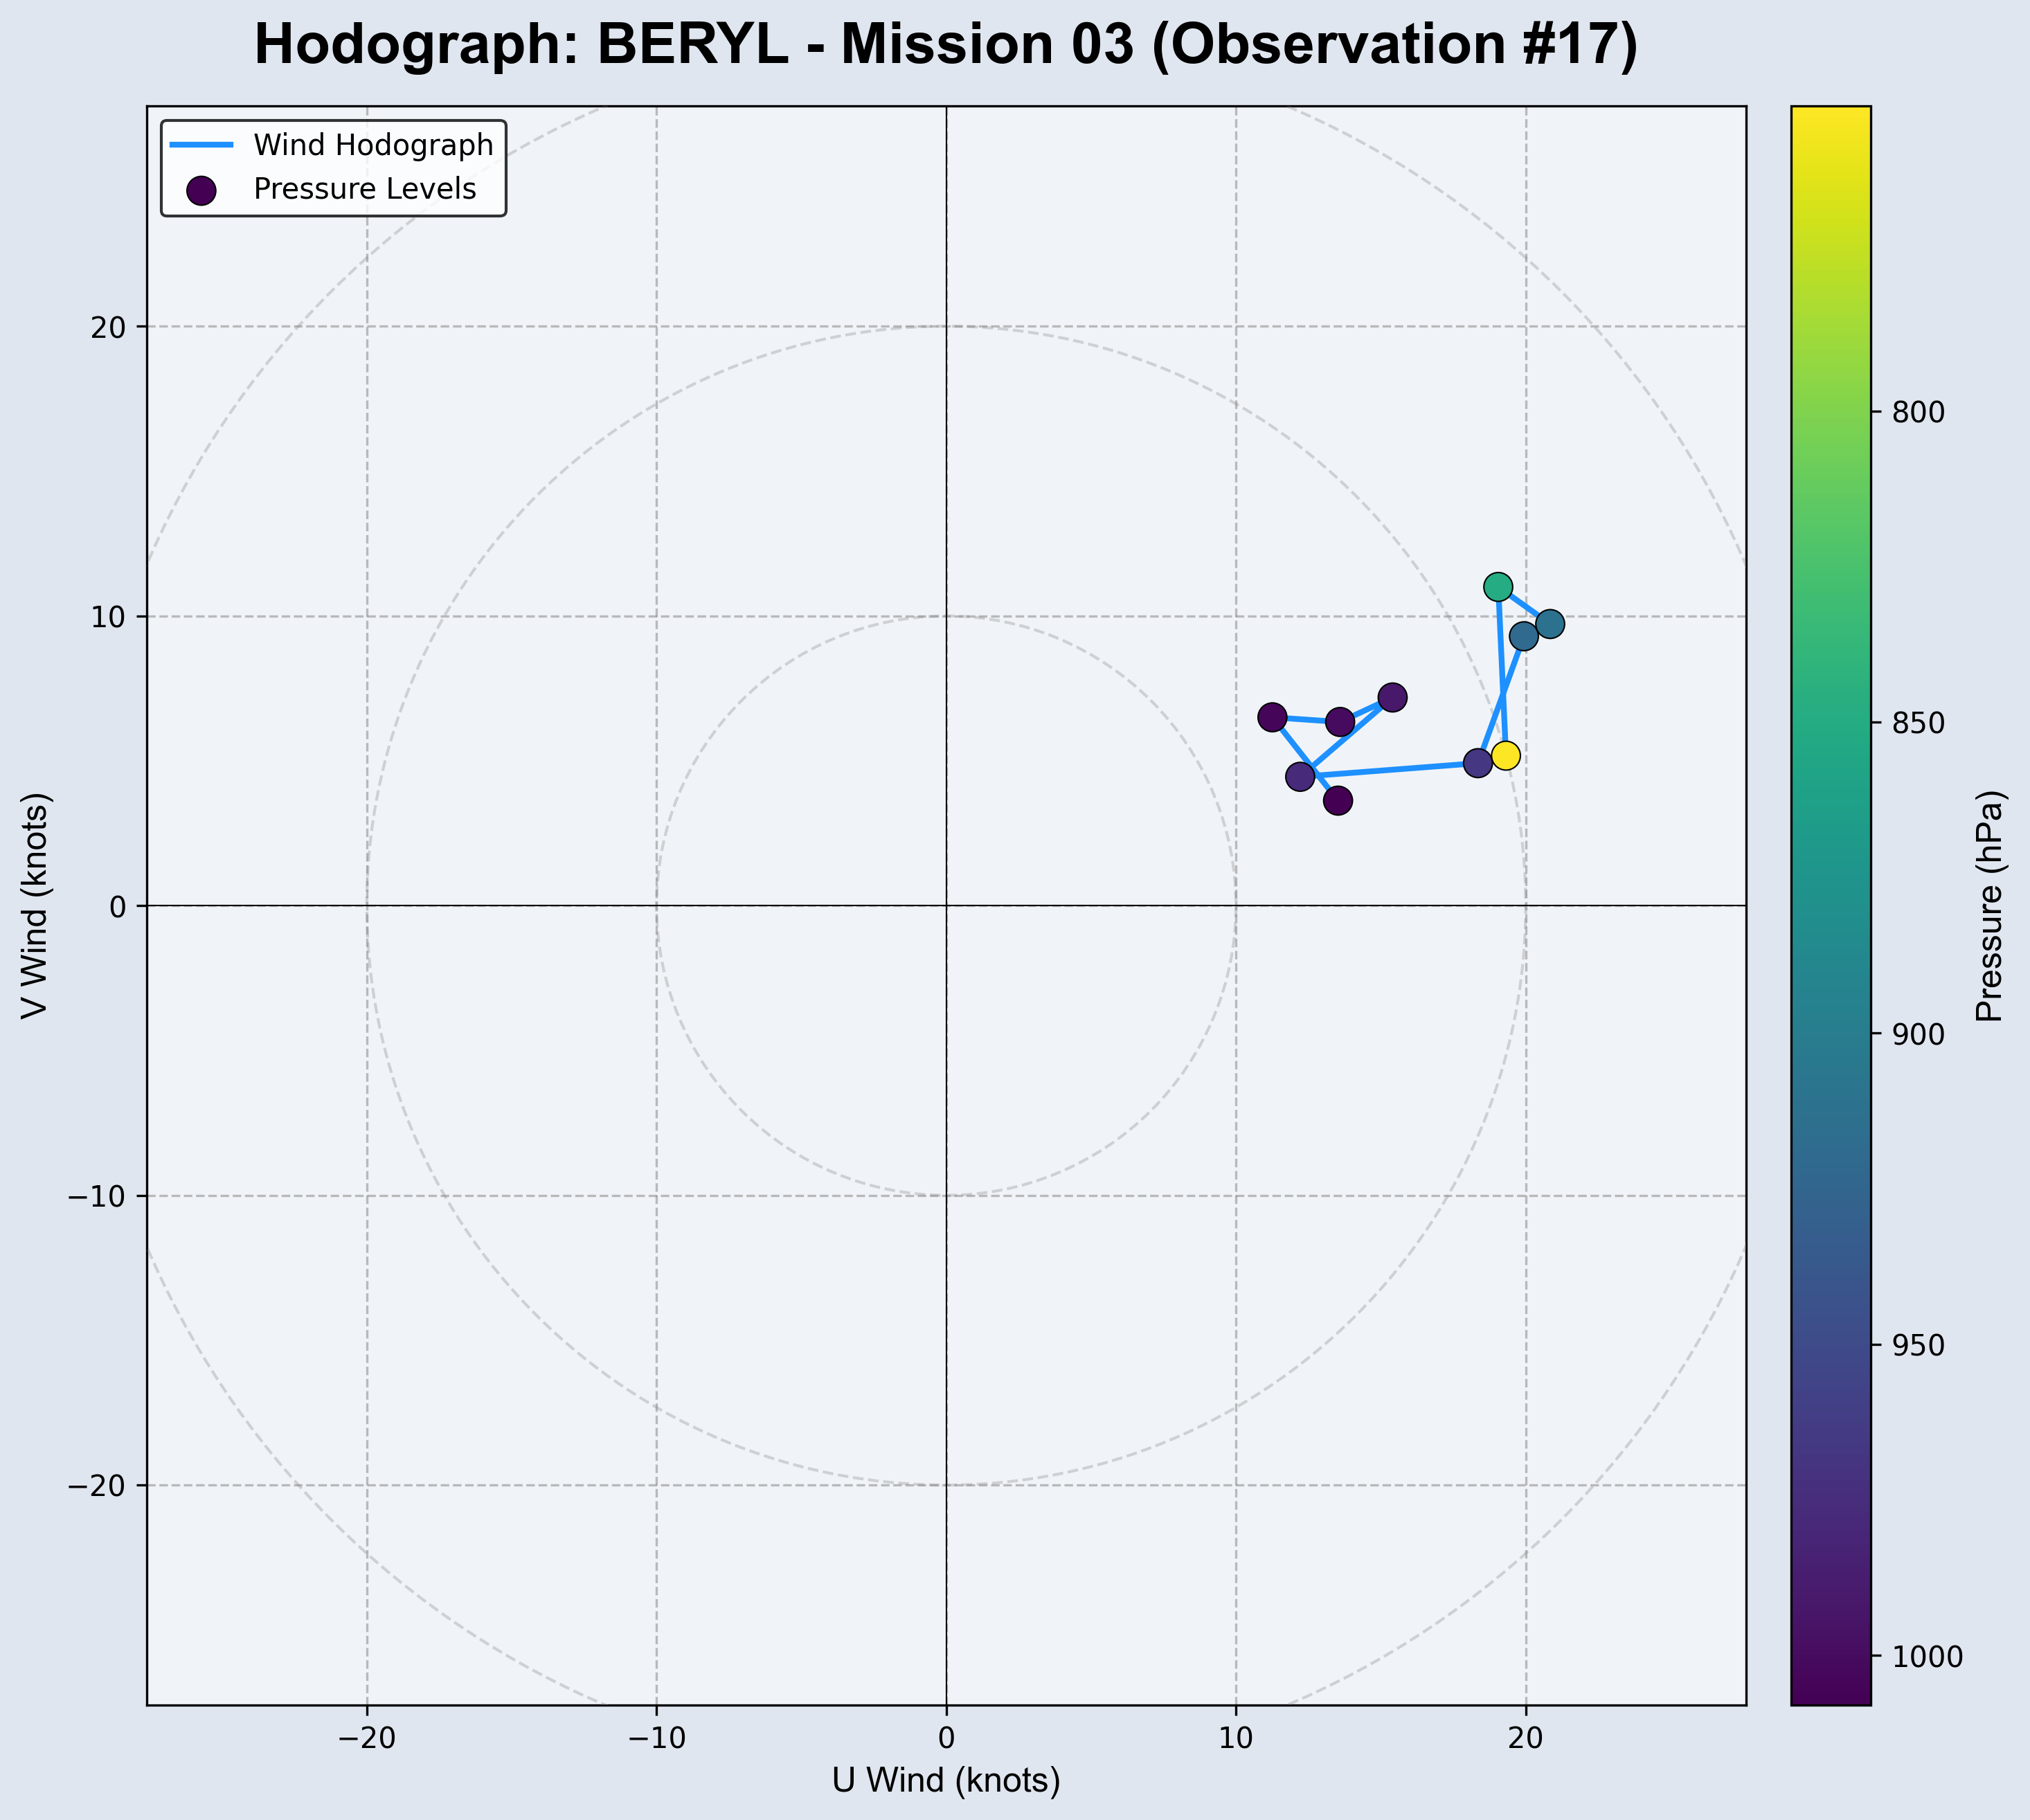 Hodograph: BERYL - Mission 03 (Observation #17)
Wind Hodograph
Pressure Levels
20
10
0
−10
−20
V Wind (knots)
−20
−10
0
10
20
U Wind (knots)
800
850
900
950
1000
Pressure (hPa)